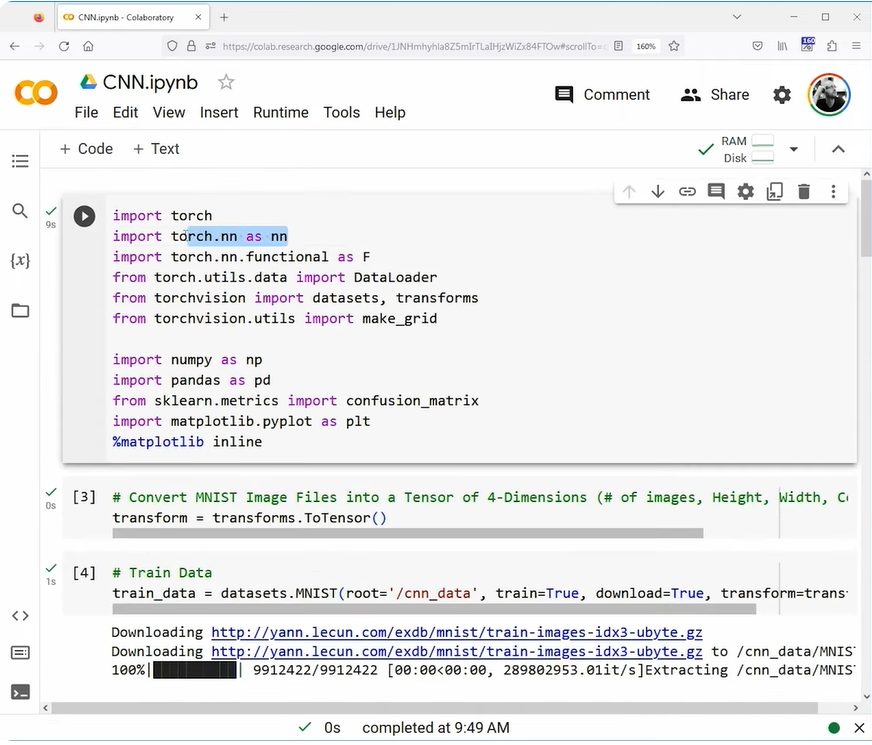 CNN.ipynb - Colaboratory
https://colab.research.google.com/drive/1JNHmhyhla8Z5mIrTLaIHjzWiZx84FTOw#scrollTo=
160%
160
CNN.ipynb
Comment
Share
File Edit View Insert Runtime Tools Help
+ Code + Text
RAM
Disk
9s
import torch
import torch.nn as nn
import torch.nn.functional as F
from torch.utils.data import DataLoader
from torchvision import datasets, transforms
from torchvision.utils import make_grid
{x}
import numpy as np
import pandas as pd
from sklearn.metrics import confusion_matrix
import matplotlib.pyplot as plt
%matplotlib inline
0s
[3] # Convert MNIST Image Files into a Tensor of 4-Dimensions (# of images, Height, Width, Co
transform = transforms.ToTensor()
1s
[4] # Train Data
train_data = datasets.MNIST(root='/cnn_data', train=True, download=True, transform=trans
Downloading http://yann.lecun.com/exdb/mnist/train-images-idx3-ubyte.gz
Downloading http://yann.lecun.com/exdb/mnist/train-images-idx3-ubyte.gz to /cnn_data/MNIST
100%|██████████| 9912422/9912422 [00:00<00:00, 289802953.01it/s]Extracting /cnn_data/MNIST
0s completed at 9:49 AM